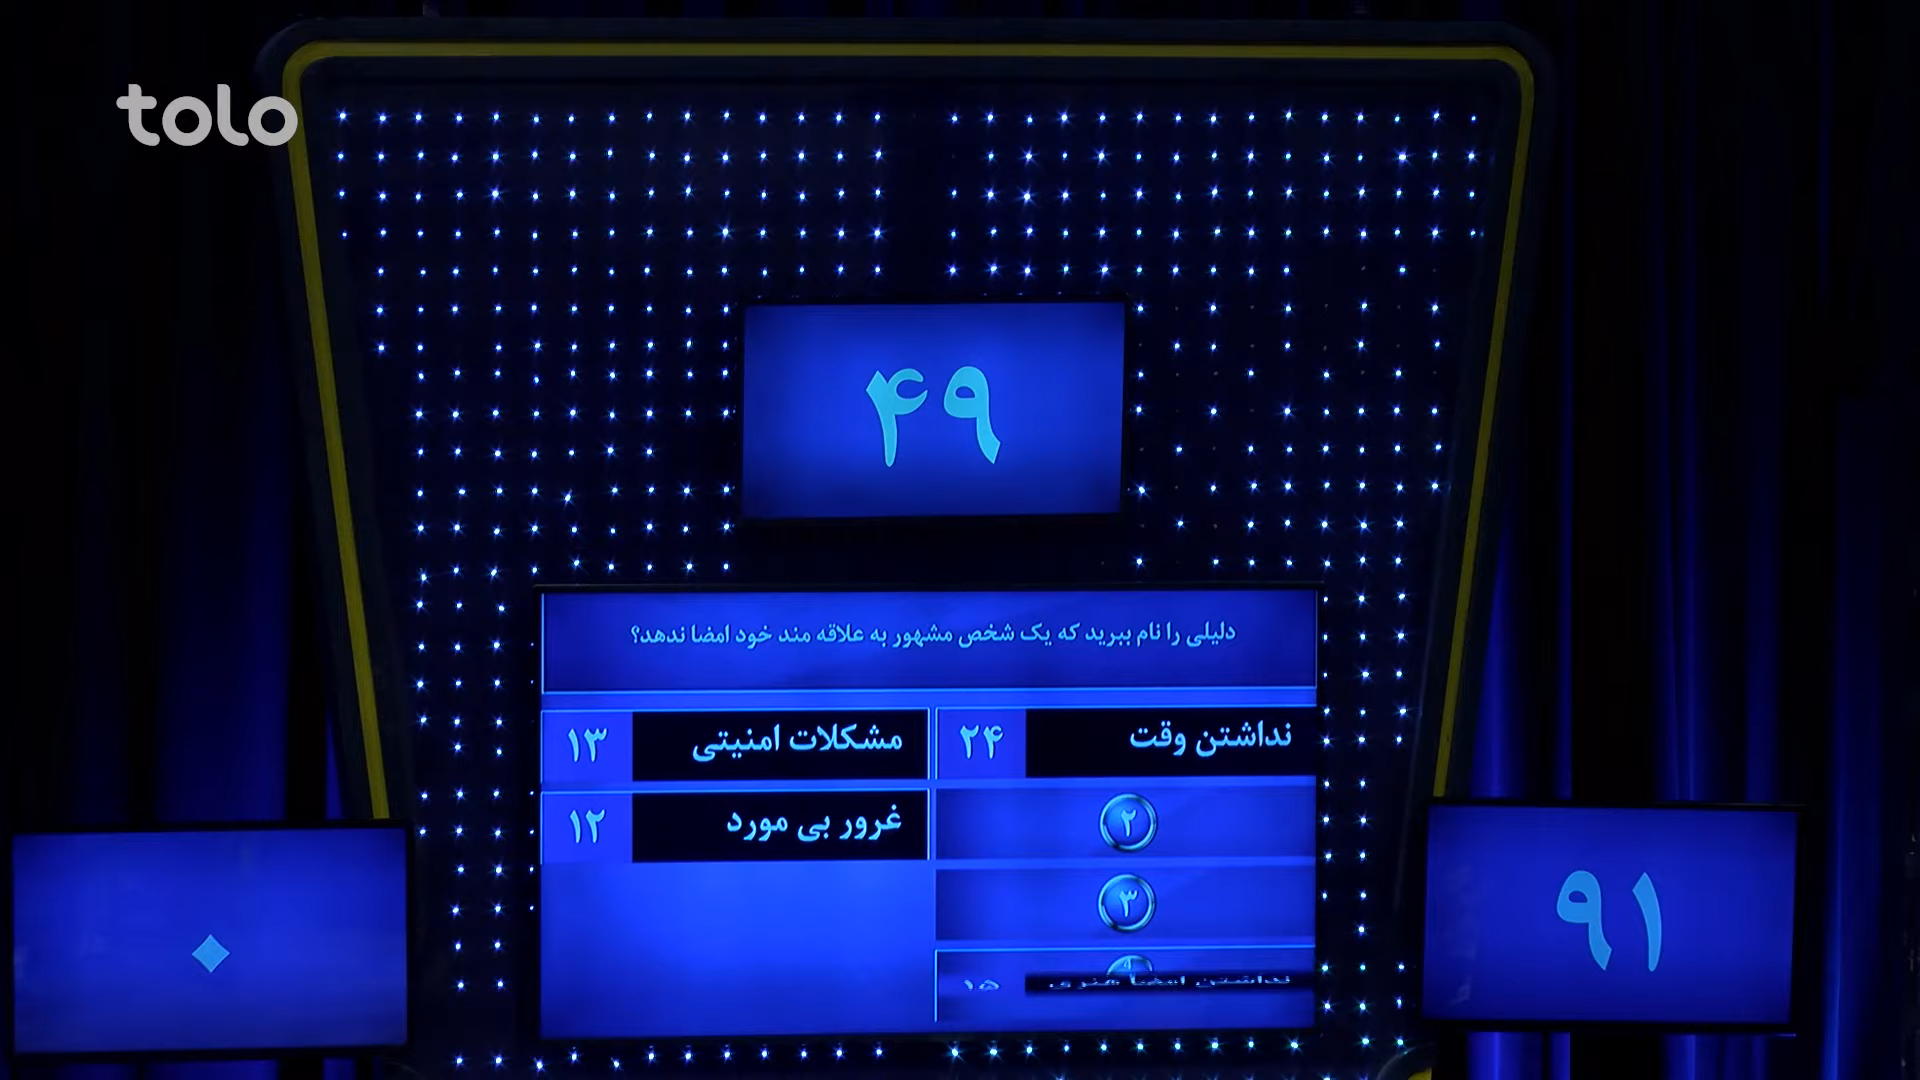 tolo
۴۹
دلیلی را نام ببرید که یک شخص مشهور به علاقه مند خود امضا ندهد؟
نداشتن وقت ۲۴
۲
۳
۴
نداشتن امضا هنری ۱۵
مشکلات امنیتی ۱۳
غرور بی مورد ۱۲
۰
۹۱